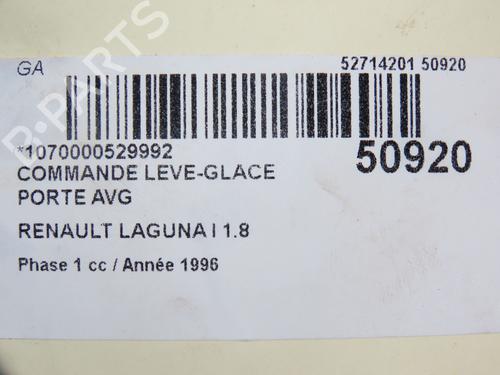 GA
52714201 50920
*1070000529992
50920
COMMANDE LEVE-GLACE
PORTE AVG
RENAULT LAGUNA I 1.8
Phase 1 cc / Année 1996
B-PARTS